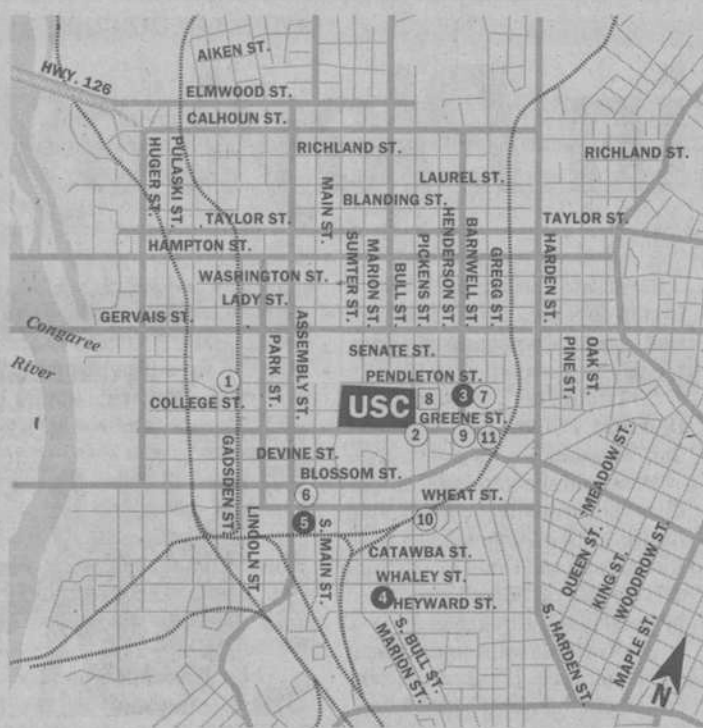 AIKEN ST.
HWY. 126
ELMWOOD ST.
CALHOUN ST.
RICHLAND ST.
RICHLAND ST.
HUGER ST.
PULASKI ST.
LAUREL ST.
MAIN ST.
BLANDING ST.
TAYLOR ST.
TAYLOR ST.
HAMPTON ST.
SUMTER ST.
MARION ST.
BULL ST.
PICKENS ST.
HENDERSON ST.
BARNWELL ST.
GREGG ST.
HARDEN ST.
WASHINGTON ST.
LADY ST.
GERVAIS ST.
Congaree
River
PARK ST.
ASSEMBLY ST.
SENATE ST.
PINE ST.
OAK ST.
PENDLETON ST.
1
COLLEGE ST.
USC
8
3
7
GREENE ST.
2
9
11
GADSDEN ST.
DEVINE ST.
BLOSSOM ST.
MEADOW ST.
6
WHEAT ST.
LINCOLN ST
5
S. MAIN ST.
10
QUEEN ST.
KING ST.
WOODROW ST.
CATAWBA ST.
WHALEY ST.
4
HEYWARD ST.
S. BULL ST.
MARION ST.
S. HARDEN ST.
MAPLE ST.
N